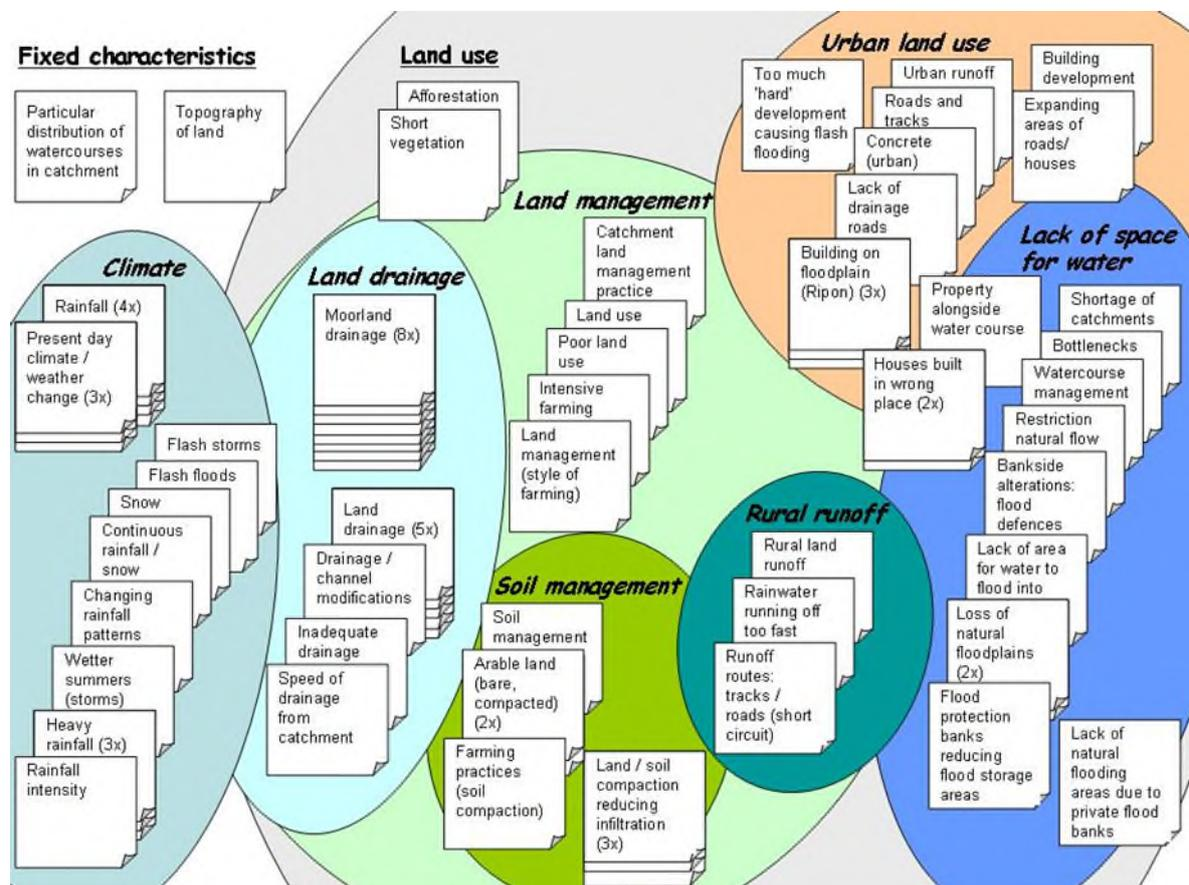 Fixed characteristics
Particular
distribution of
watercourses
in catchment
Topography
of land
Land use
Afforestation
Short
vegetation
Urban land use
Too much
'hard'
development
causing flash
flooding
Urban runoff
Roads and
tracks
Concrete (urban)
Lack of
drainage
roads
Building on
floodplain
(Ripon) (3x)
Building
development
Expanding
areas of
roads/
houses
Property
alongside
water course
Houses built
in wrong
place (2x)
Climate
Rainfall (4x)
Present day
climate /
weather
change (3x)
Flash storms
Flash floods
Snow
Continuous
rainfall /
snow
Changing
rainfall
patterns
Wetter
summers
(storms)
Heavy
rainfall (3x)
Rainfall
intensity
Land drainage
Moorland
drainage (8x)
Land
drainage (5x)
Drainage /
channel
modifications
Inadequate
drainage
Speed of
drainage
from
catchment
Land management
Catchment
land
management
practice
Land use
Poor land
use
Intensive
farming
Land
management
(style of
farming)
Soil management
Soil
management
Arable land
(bare,
compacted)
(2x)
Farming
practices
(soil
compaction)
Land / soil
compaction
reducing
infiltration
(3x)
Rural runoff
Rural land
runoff
Rainwater
running off
too fast
Runoff
routes:
tracks /
roads (short
circuit)
Lack of space
for water
Shortage of
catchments
Bottlenecks
Watercourse
management
Restriction
natural flow
Bankside
alterations:
flood
defences
Lack of area
for water to
flood into
Loss of
natural
floodplains
(2x)
Flood
protection
banks
reducing
flood storage
areas
Lack of
natural
flooding
areas due to
private flood
banks